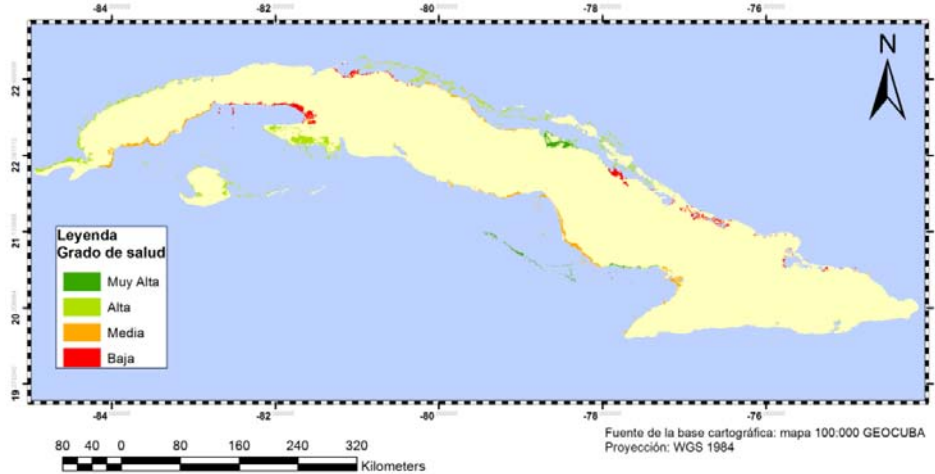 -84 -82 -80 -78 -76
N
22
22
21
20
19
Leyenda
Grado de salud
Muy Alta
Alta
Media
Baja
-84 -82 -80 -78 -76
80 40 0 80 160 240 320
Kilometers
Fuente de la base cartográfica: mapa 100:000 GEOCUBA
Proyección: WGS 1984